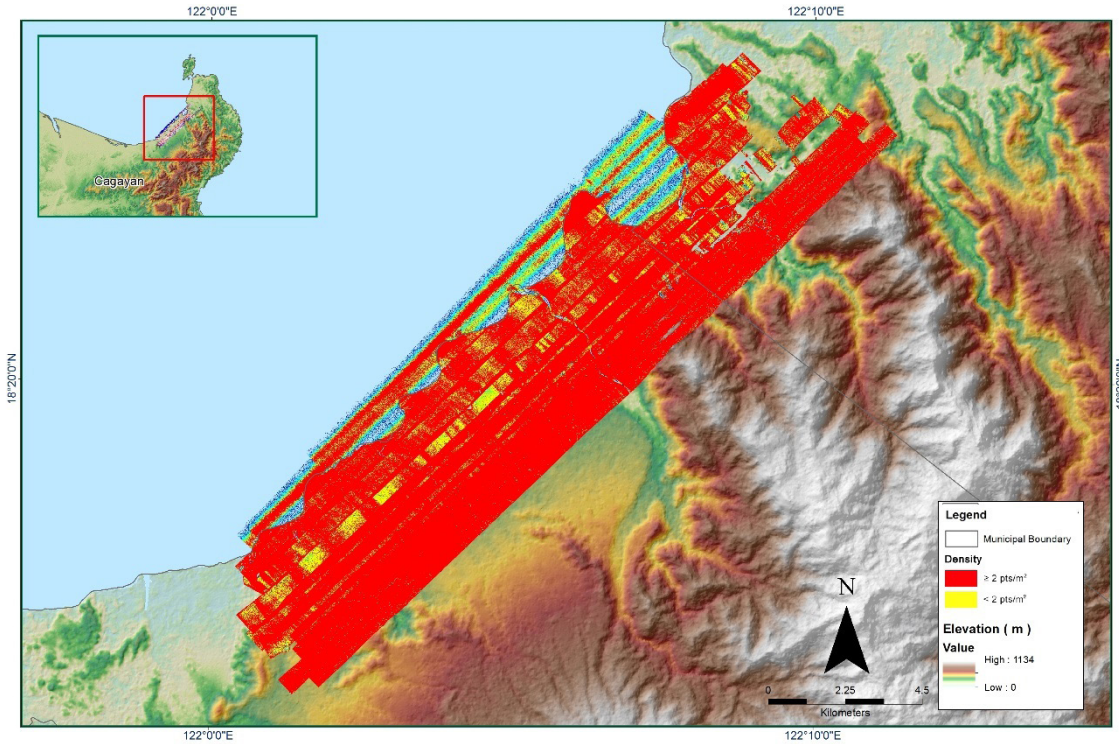 122°0'0"E
122°10'0"E
Cagayan
18°20'0"N
Legend
Municipal Boundary
Density
≥ 2 pts/m²
< 2 pts/m²
Elevation ( m )
Value
High : 1134
Low : 0
N
0
2.25
4.5
Kilometers
122°0'0"E
122°10'0"E